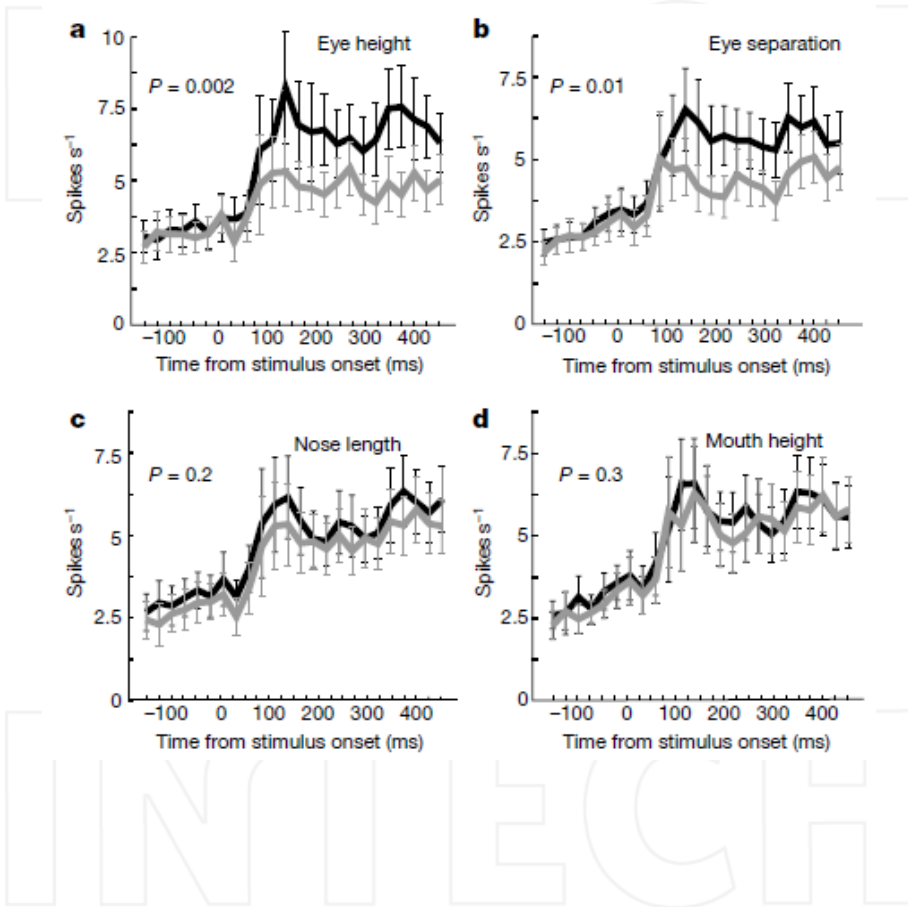 a
Eye height
P = 0.002
10
7.5
5
2.5
0
Spikes s⁻¹
−100 0 100 200 300 400
Time from stimulus onset (ms)
b
Eye separation
P = 0.01
7.5
5
2.5
0
Spikes s⁻¹
−100 0 100 200 300 400
Time from stimulus onset (ms)
c
Nose length
P = 0.2
7.5
5
2.5
0
Spikes s⁻¹
−100 0 100 200 300 400
Time from stimulus onset (ms)
d
Mouth height
P = 0.3
7.5
5
2.5
0
Spikes s⁻¹
−100 0 100 200 300 400
Time from stimulus onset (ms)
INTECH